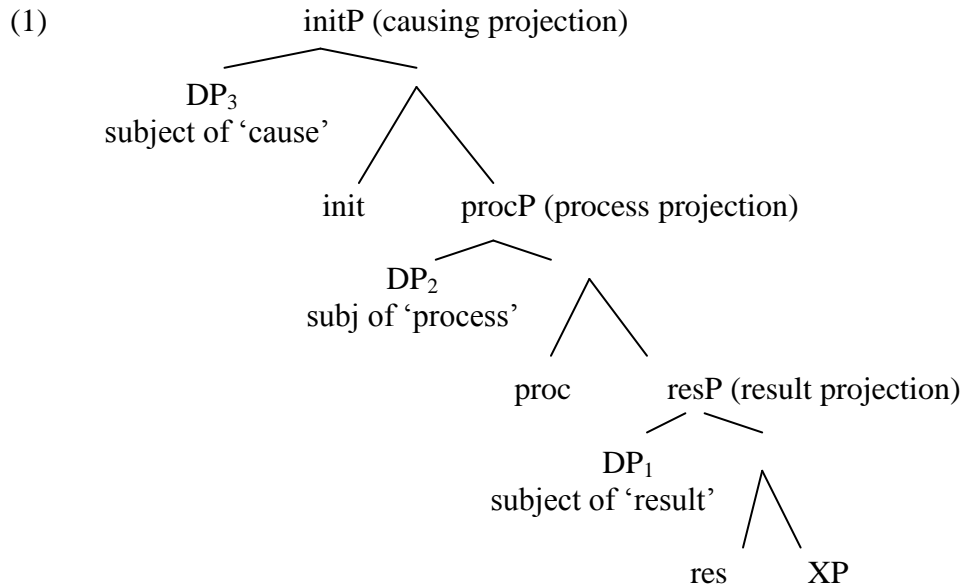 (1) initP (causing projection)
DP₃
subject of ‘cause’
init procP (process projection)
DP₂
subj of ‘process’
proc resP (result projection)
DP₁
subject of ‘result’
res XP